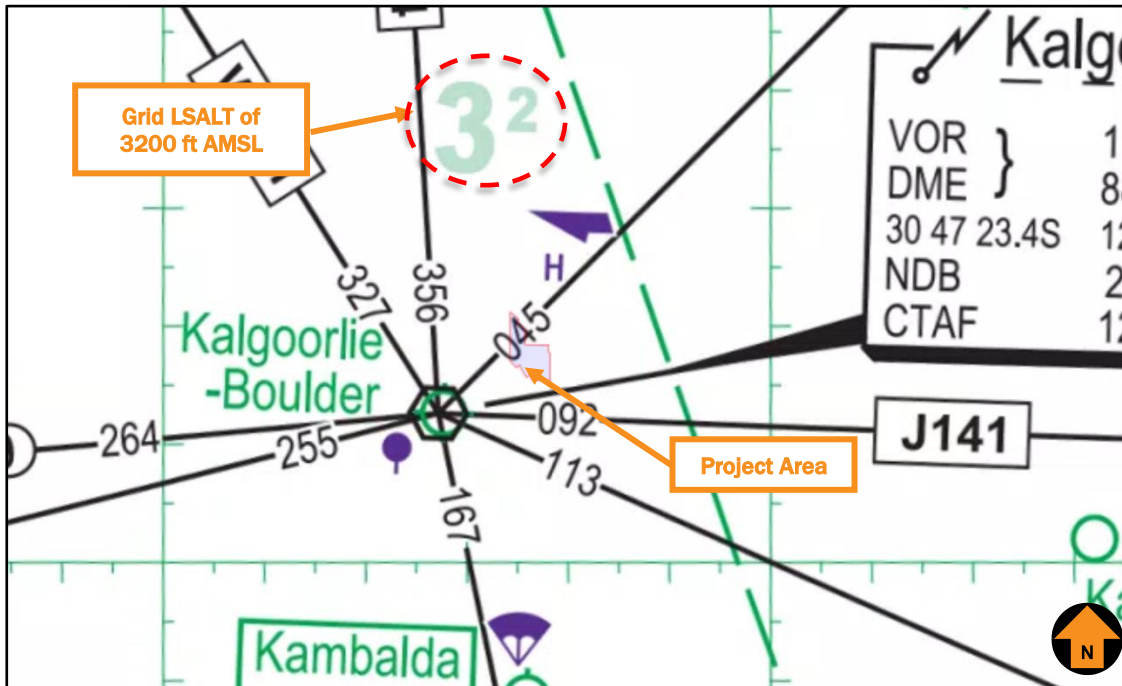 Grid LSALT of
3200 ft AMSL
3²
VOR
DME
30 47 23.4S
NDB
CTAF
H
327
356
045
Kalgoorlie
-Boulder
264
255
092
J141
113
Project Area
167
Kambalda
N